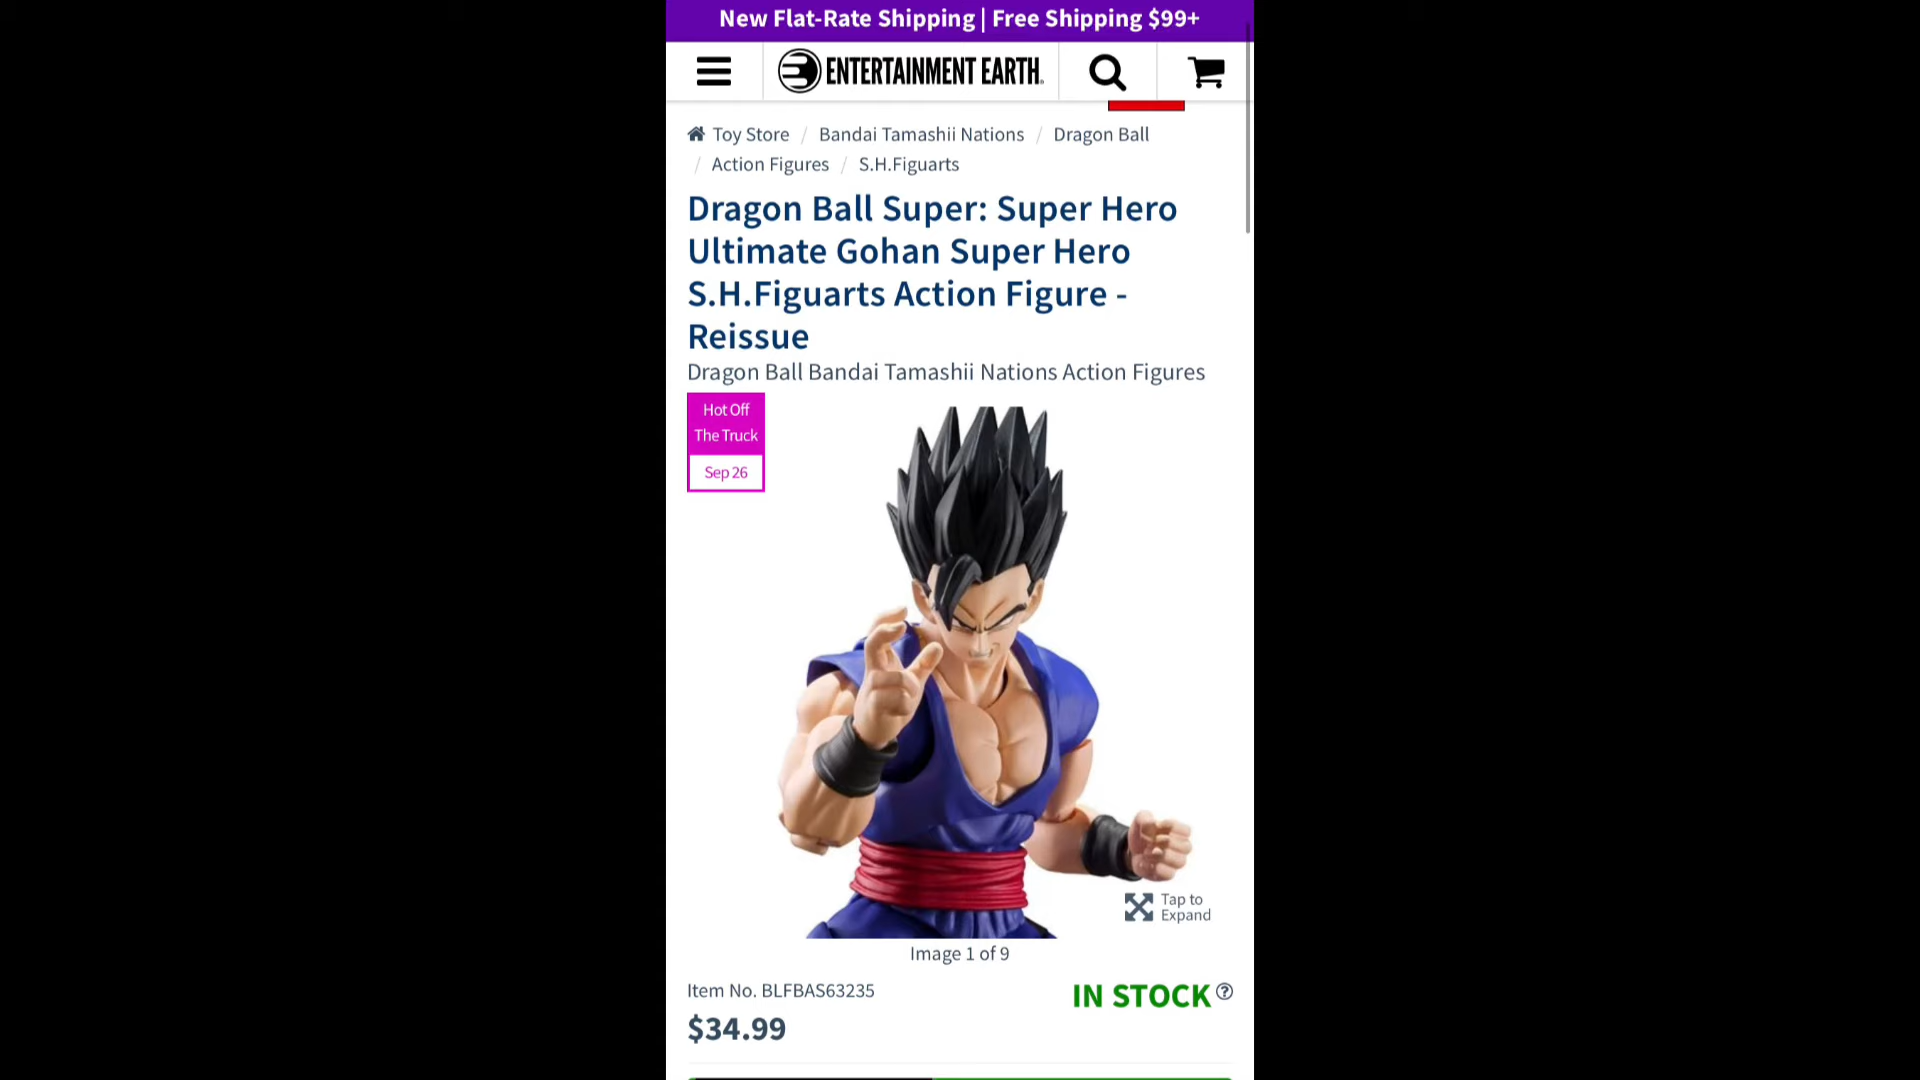 New Flat-Rate Shipping | Free Shipping $99+
ENTERTAINMENT EARTH
Toy Store / Bandai Tamashii Nations / Dragon Ball
/ Action Figures / S.H.Figuarts
Dragon Ball Super: Super Hero
Ultimate Gohan Super Hero
S.H.Figuarts Action Figure -
Reissue
Dragon Ball Bandai Tamashii Nations Action Figures
Hot Off
The Truck
Sep 26
Tap to
Expand
Image 1 of 9
Item No. BLFBAS63235
IN STOCK
$34.99